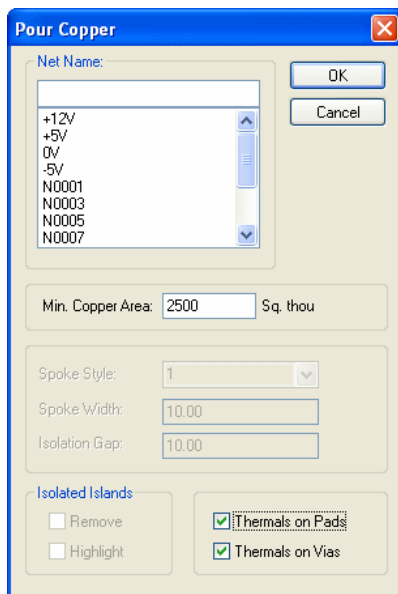 Pour Copper
Net Name:
OK
Cancel
+12V
+5V
0V
-5V
N0001
N0003
N0005
N0007
Min. Copper Area: 2500 Sq. thou
Spoke Style: 1
Spoke Width: 10.00
Isolation Gap: 10.00
Isolated Islands
Remove
Highlight
Thermals on Pads
Thermals on Vias